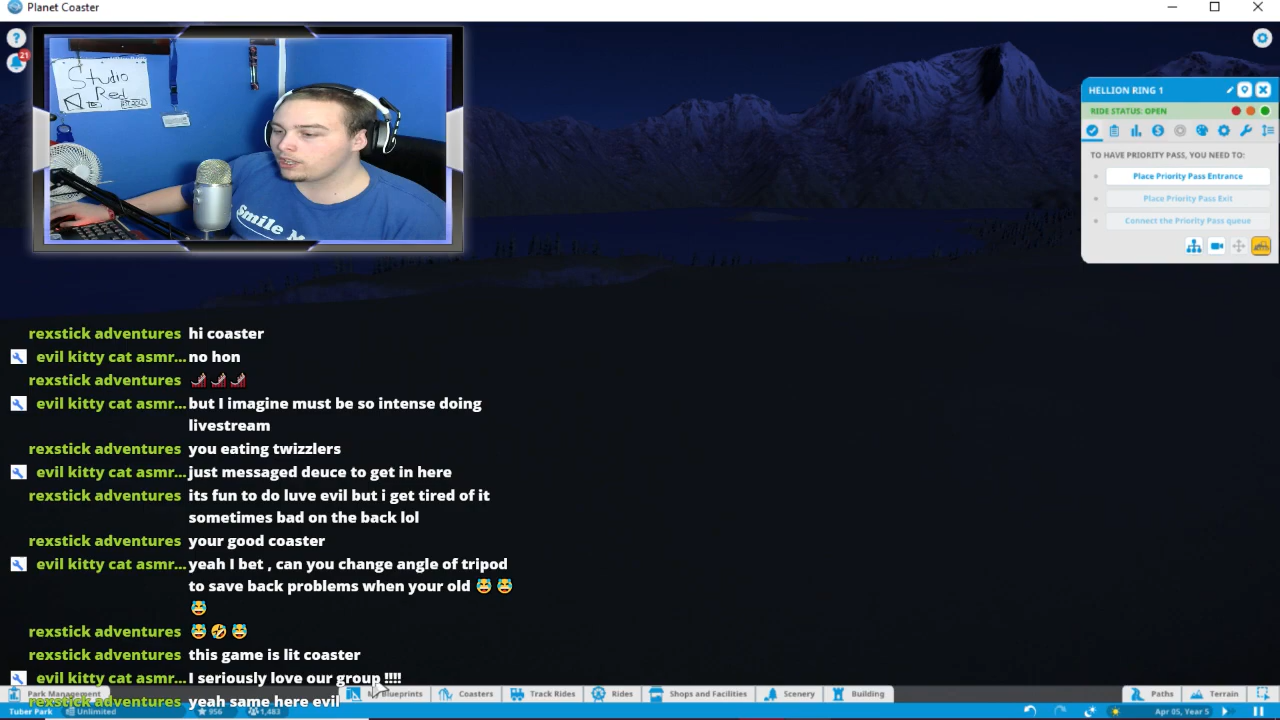 Planet Coaster
?
21
Studio
Red
Smile M
HELLION RING 1
RIDE STATUS: OPEN
TO HAVE PRIORITY PASS, YOU NEED TO:
Place Priority Pass Entrance
Place Priority Pass Exit
Connect the Priority Pass queue
rexstick adventures hi coaster
evil kitty cat asmr... no hon
rexstick adventures 🎢 🎢 🎢
evil kitty cat asmr... but I imagine must be so intense doing
livestream
rexstick adventures you eating twizzlers
evil kitty cat asmr... just messaged deuce to get in here
rexstick adventures its fun to do luve evil but i get tired of it
sometimes bad on the back lol
rexstick adventures your good coaster
evil kitty cat asmr... yeah I bet , can you change angle of tripod
to save back problems when your old 😂 😂
😂
rexstick adventures 😂 🤣 😂
rexstick adventures this game is lit coaster
evil kitty cat asmr... I seriously love our group !!!!
rexstick adventures yeah same here evil
Park Management Blueprints Coasters Track Rides Rides Shops and Facilities Scenery Building Paths Terrain
Tuber Park Unlimited 956 1,483 Apr 05, Year 5